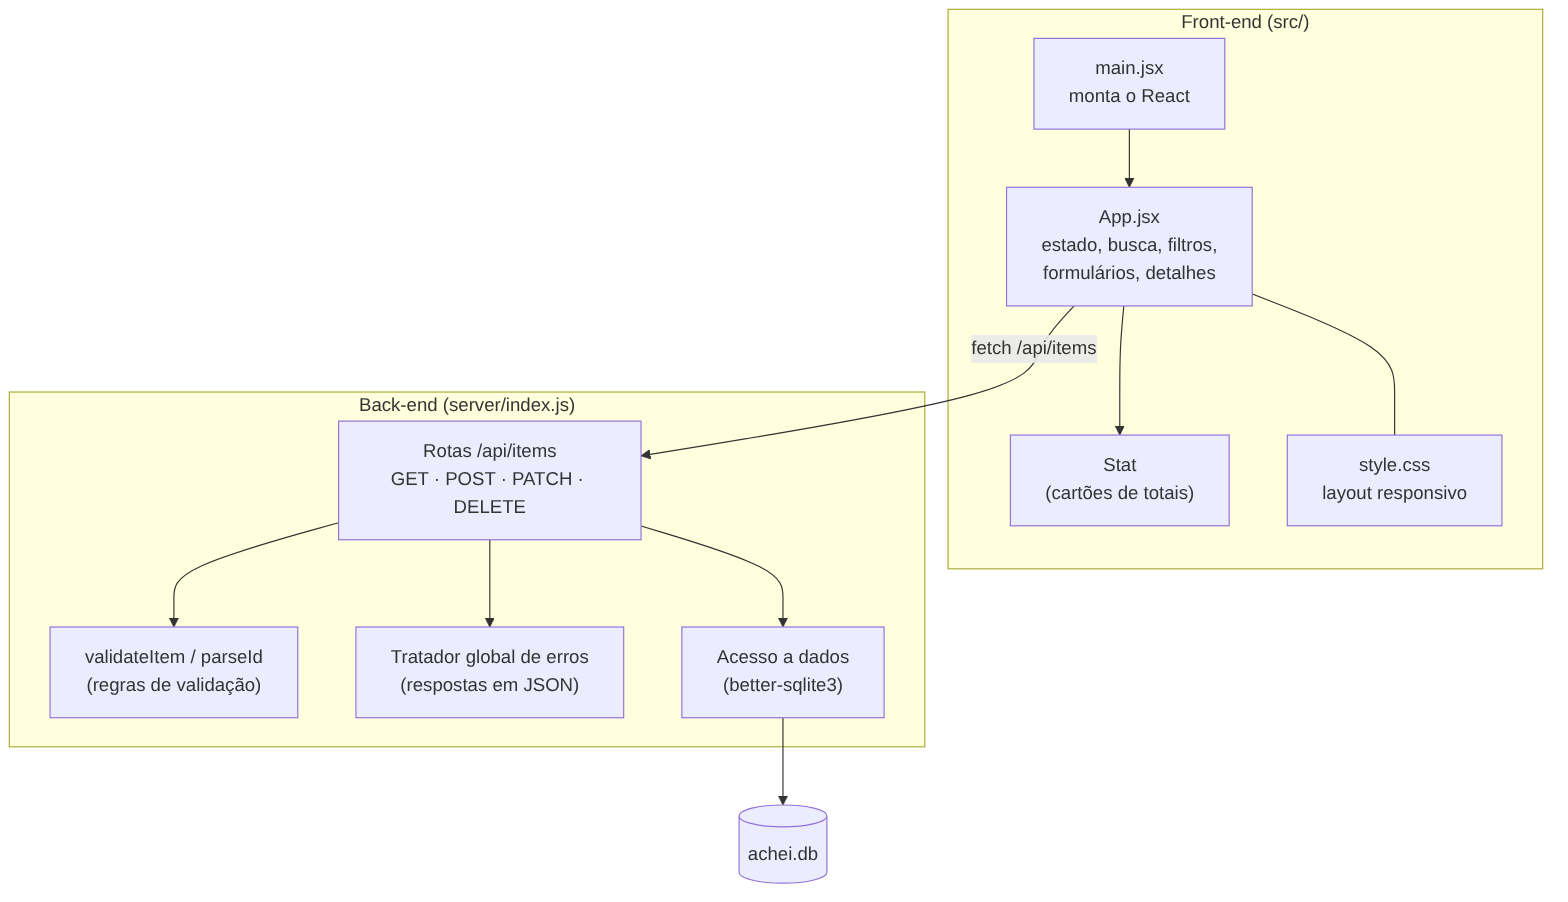 Front-end (src/)
main.jsx
monta o React
App.jsx
estado, busca, filtros,
formulários, detalhes
fetch /api/items
Stat
(cartões de totais)
style.css
layout responsivo
Back-end (server/index.js)
Rotas /api/items
GET · POST · PATCH ·
DELETE
validateItem / parseId
(regras de validação)
Tratador global de erros
(respostas em JSON)
Acesso a dados
(better-sqlite3)
achei.db